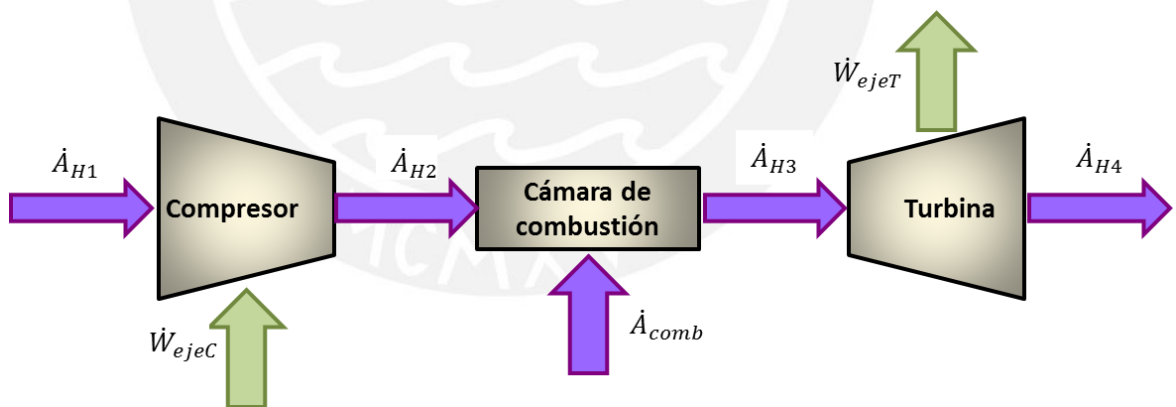 Ẇ_ejeT
Ȧ_H1
Ȧ_H2
Ȧ_H3
Ȧ_H4
Compresor
Cámara de
combustión
Turbina
Ẇ_ejeC
Ȧ_comb